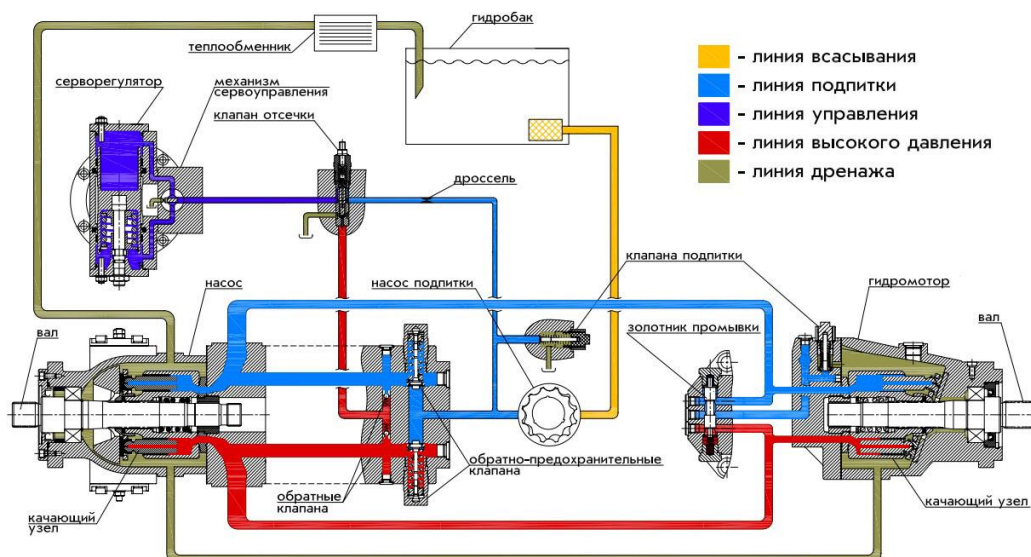 гидробак
теплообменник
серворегулятор
механизм
сервоуправления
клапан отсечки
дроссель
- линия всасывания
- линия подпитки
- линия управления
- линия высокого давления
- линия дренажа
насос
насос подпитки
клапана подпитки
гидромотор
вал
золотник промывки
вал
обратно-предохранительные
клапана
обратные
клапана
качающий
узел
качающий узел